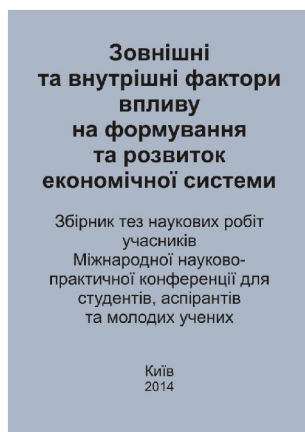 Зовнішні
та внутрішні фактори
впливу
на формування
та розвиток
економічної системи
Збірник тез наукових робіт
учасників
Міжнародної науково-
практичної конференції для
студентів, аспірантів
та молодих учених
Київ
2014